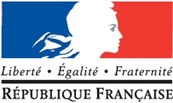 Liberté • Égalité • Fraternité
RÉPUBLIQUE FRANÇAISE